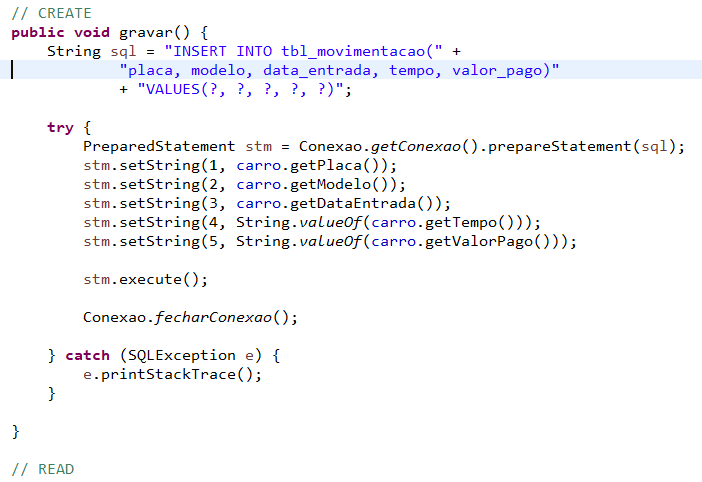 // CREATE
public void gravar() {
    String sql = "INSERT INTO tbl_movimentacao(" +
            "placa, modelo, data_entrada, tempo, valor_pago)"
            + "VALUES(?, ?, ?, ?, ?)";
    try {
        PreparedStatement stm = Conexao.getConexao().prepareStatement(sql);
        stm.setString(1, carro.getPlaca());
        stm.setString(2, carro.getModelo());
        stm.setString(3, carro.getDataEntrada());
        stm.setString(4, String.valueOf(carro.getTempo()));
        stm.setString(5, String.valueOf(carro.getValorPago()));
        stm.execute();
        Conexao.fecharConexao();
    } catch (SQLException e) {
        e.printStackTrace();
    }
}
// READ